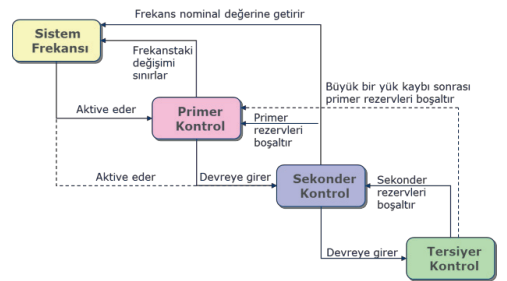 Frekans nominal değerine getirir
Sistem
Frekansı
Frekanstaki
değişimi
sınırlar
Büyük bir yük kaybı sonrası
primer rezervleri boşaltır
Aktive eder
Primer
Kontrol
Primer
rezervleri
boşaltır
Aktive eder
Devreye girer
Sekonder
Kontrol
Sekonder
rezervleri
boşaltır
Devreye girer
Tersiyer
Kontrol